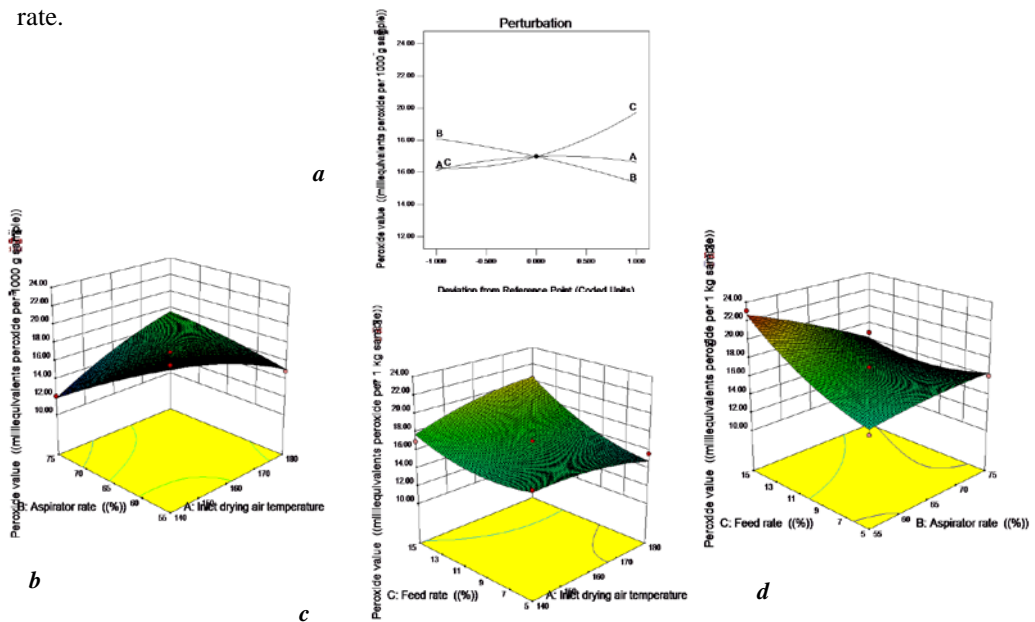 rate.
Perturbation
Peroxide value ((milliequivalents peroxide per 1000 g sample))
24.00
22.00
20.00
18.00
16.00
14.00
12.00
B
A
C
C
A
B
-1.000
-0.500
0.000
0.500
1.000
Deviation from Reference Point (Coded Units)
a
Peroxide value ((milliequivalents peroxide per 1000 g sample))
24.00
22.00
20.00
18.00
16.00
14.00
12.00
10.00
75
70
65
60
55
140
150
160
170
180
B: Aspirator rate ((%))
A: Inlet drying air temperature
b
Peroxide value ((milliequivalents peroxide per 1 kg sample))
24.00
22.00
20.00
18.00
16.00
14.00
12.00
10.00
15
13
11
9
7
5
140
150
160
170
180
C: Feed rate ((%))
A: Inlet drying air temperature
c
Peroxide value ((milliequivalents peroxide per 1 kg sample))
24.00
22.00
20.00
18.00
16.00
14.00
12.00
10.00
15
13
11
9
7
5
55
60
65
70
75
C: Feed rate ((%))
B: Aspirator rate ((%))
d